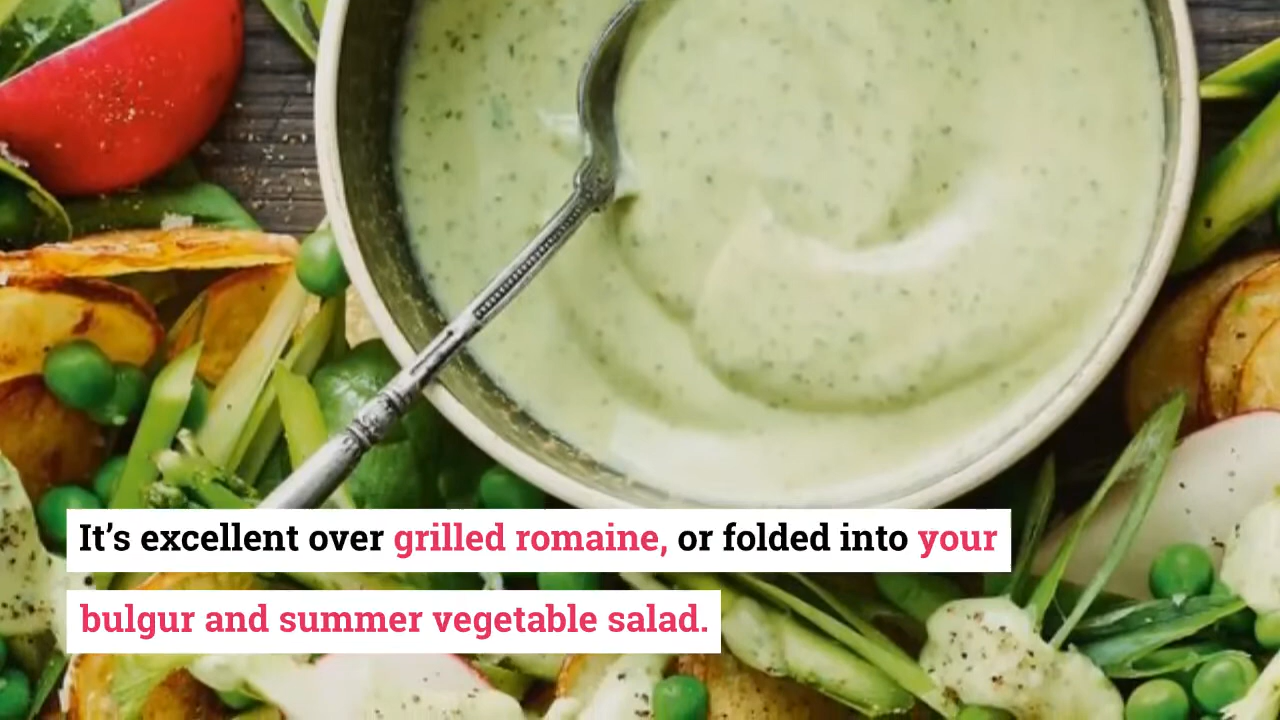 It’s excellent over grilled romaine, or folded into your
bulgur and summer vegetable salad.